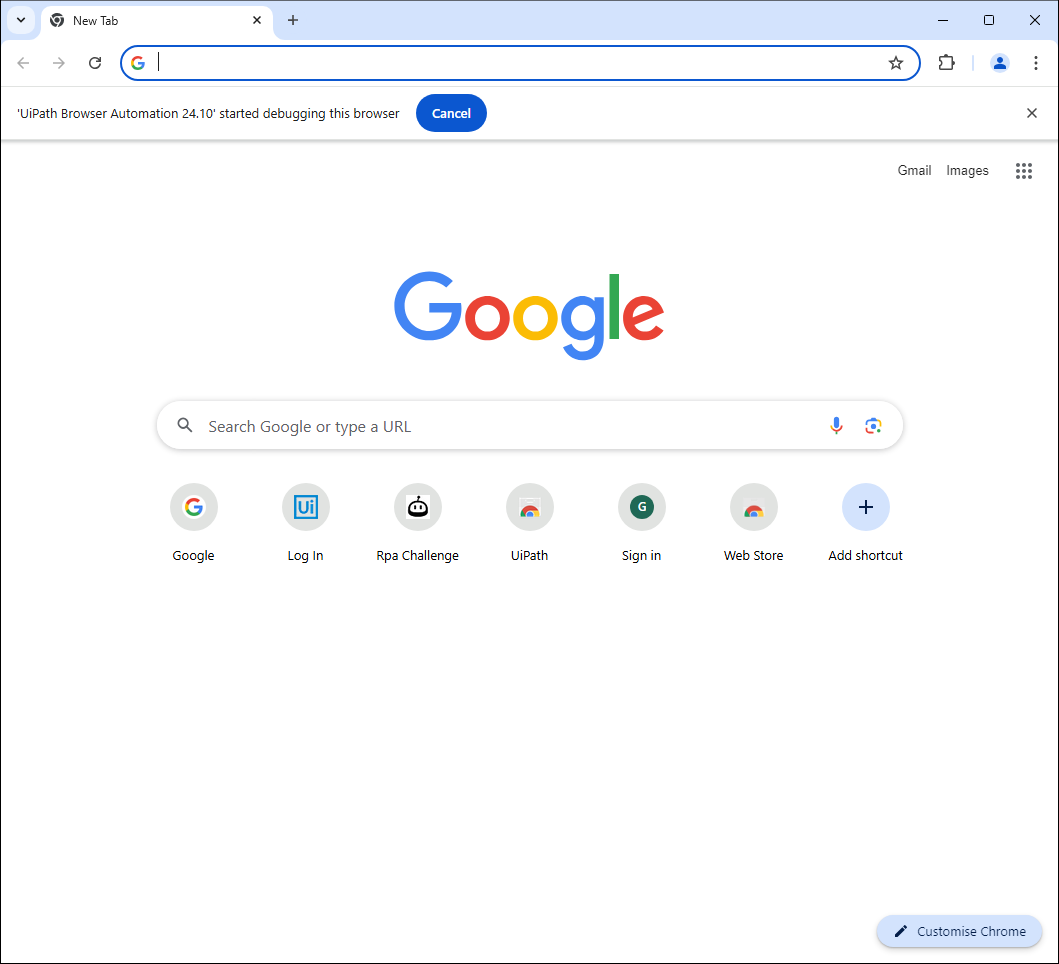 New Tab
'UiPath Browser Automation 24.10' started debugging this browser
Cancel
Gmail Images
Google
Search Google or type a URL
Ui
G
Google Log In Rpa Challenge UiPath Sign in Web Store Add shortcut
Customise Chrome